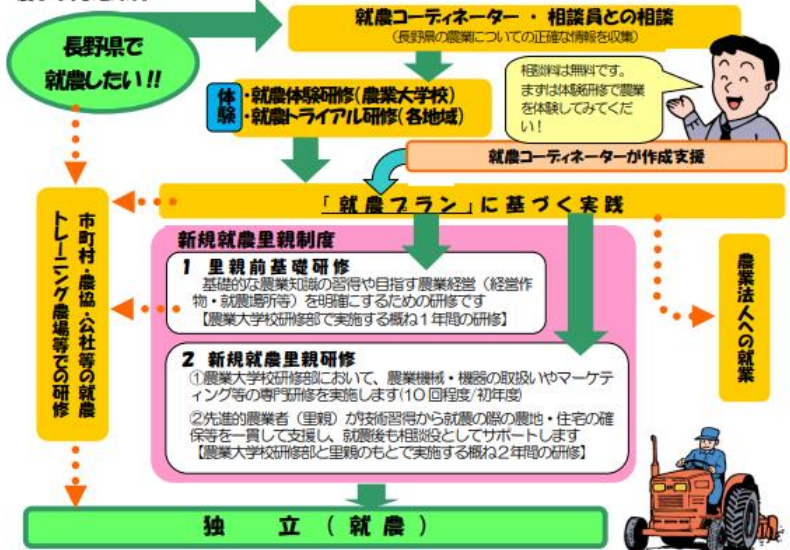 就農コーディネーター・相談員との相談
(長野県の農業についての正確な情報を収集)
長野県で
就農したい!!
体験
・就農体験研修(農業大学校)
・就農トライアル研修(各地域)
相談料は無料です。
まずは体験研修で農業
を体験してみてくだ
い！
就農コーディネーターが作成支援
「就農プラン」に基づく実践
市町村・農協・公社等の就農
トレーニング農場等での研修
新規就農里親制度
1 里親前基礎研修
基礎的な農業知識の習得や目指す農業経営（経営作
物・就農場所等）を明確にするための研修です
【農業大学校研修部で実施する概ね１年間の研修】
2 新規就農里親研修
①農業大学校研修部において、農業機械・機器の取扱いやマーケテ
ィング等の専門研修を実施します(10回程度/初年度)
②先進的農業者（里親）が技術習得から就農の際の農地・住宅の確
保等を一貫して支援し、就農後も相談役としてサポートします
【農業大学校研修部と里親のもとで実施する概ね２年間の研修】
農業法人への就業
独立(就農)